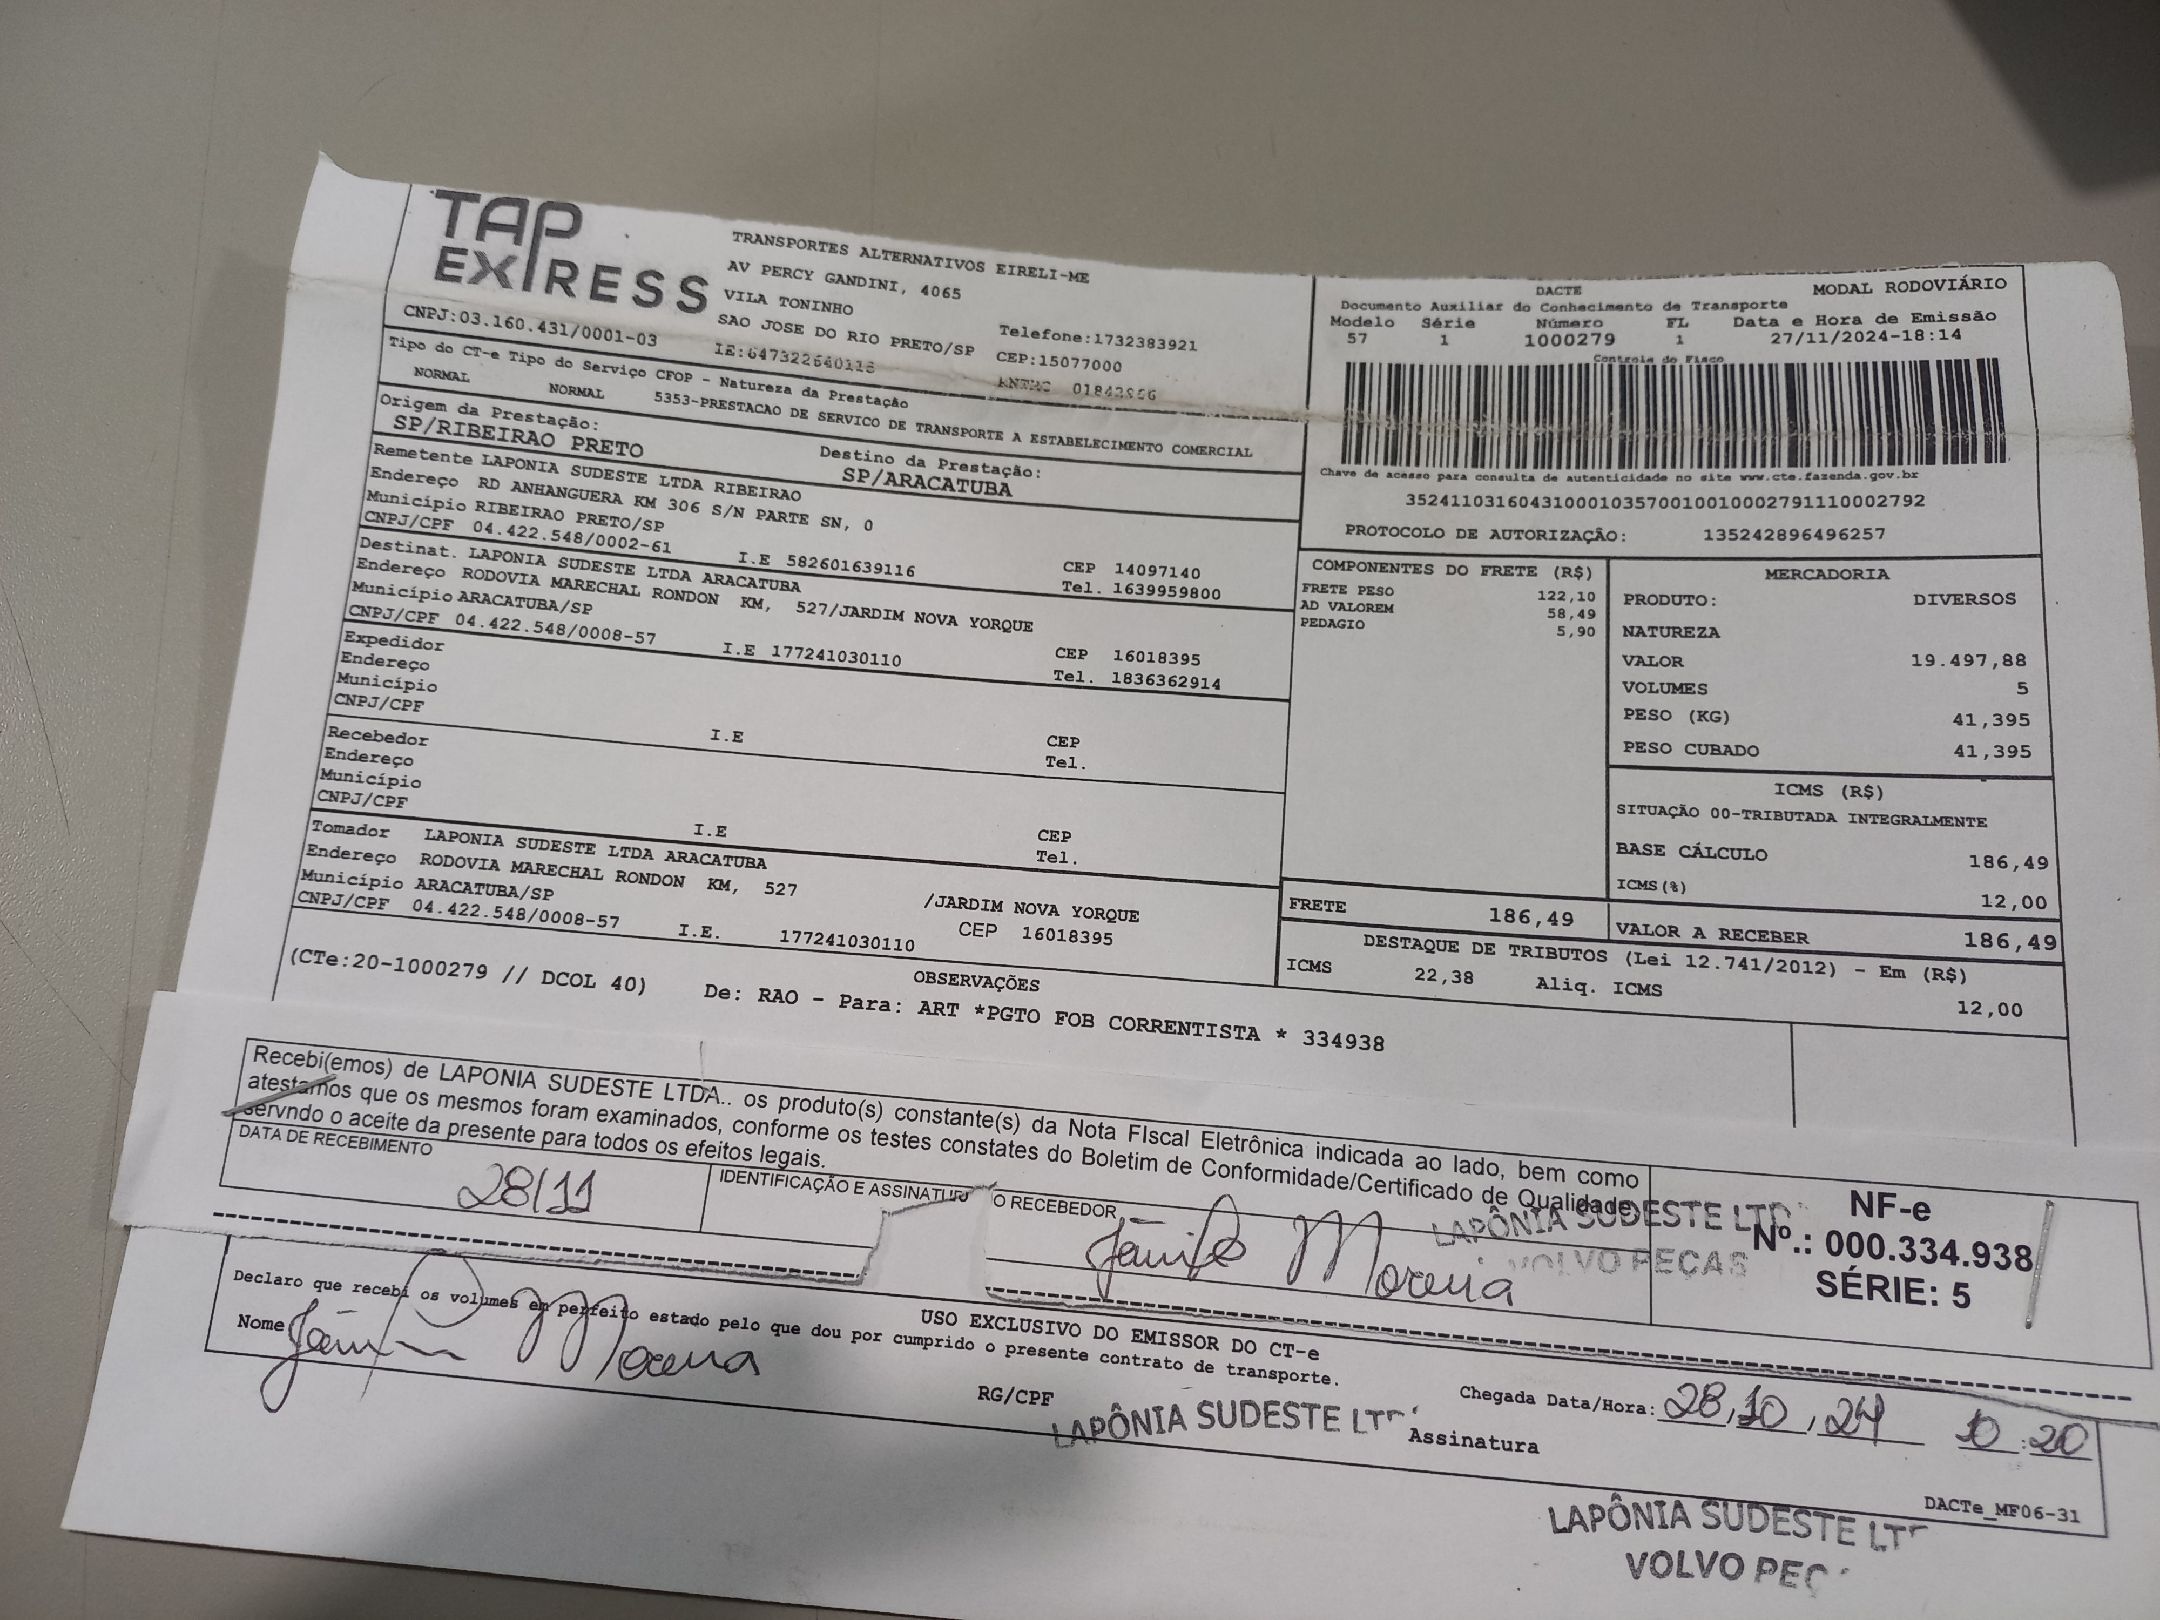 TAP EXPRESS
TRANSPORTES ALTERNATIVOS EIRELI-ME
AV PERCY GANDINI, 4065
VILA TONINHO
SAO JOSE DO RIO PRETO/SP
Telefone:1732383921
CEP:15077000
CNPJ:03.160.431/0001-03
IE:647322640115
ANTRC
DACTE
MODAL RODOVIÁRIO
Documento Auxiliar do Conhecimento de Transporte
Modelo Série Número FL Data e Hora de Emissão
57 1 1000279 1 27/11/2024-18:14
Controle do Fisco
Chave de acesso para consulta de autenticidade no site www.cte.fazenda.gov.br
35241103160431000103570010010002791110002792
PROTOCOLO DE AUTORIZAÇÃO: 135242896496257
Tipo do CT-e Tipo do Serviço CFOP - Natureza da Prestação
NORMAL NORMAL 5353-PRESTACAO DE SERVICO DE TRANSPORTE A ESTABELECIMENTO COMERCIAL
Origem da Prestação:
SP/RIBEIRAO PRETO
Destino da Prestação:
SP/ARACATUBA
Remetente LAPONIA SUDESTE LTDA RIBEIRAO
Endereço RD ANHANGUERA KM 306 S/N PARTE SN, 0
Município RIBEIRAO PRETO/SP CEP 14097140
CNPJ/CPF 04.422.548/0002-61 I.E 582601639116 Tel. 1639959800
Destinat. LAPONIA SUDESTE LTDA ARACATUBA
Endereço RODOVIA MARECHAL RONDON KM, 527/JARDIM NOVA YORQUE
Município ARACATUBA/SP CEP 16018395
CNPJ/CPF 04.422.548/0008-57 I.E 177241030110 Tel. 1836362914
Expedidor
Endereço
Município CEP
CNPJ/CPF I.E Tel.
Recebedor
Endereço
Município CEP
CNPJ/CPF I.E Tel.
Tomador LAPONIA SUDESTE LTDA ARACATUBA
Endereço RODOVIA MARECHAL RONDON KM, 527 /JARDIM NOVA YORQUE
Município ARACATUBA/SP CEP 16018395
CNPJ/CPF 04.422.548/0008-57 I.E. 177241030110
COMPONENTES DO FRETE (R$)
FRETE PESO 122,10
AD VALOREM 58,49
PEDAGIO 5,90
MERCADORIA
PRODUTO: DIVERSOS
NATUREZA
VALOR 19.497,88
VOLUMES 5
PESO (KG) 41,395
PESO CUBADO 41,395
ICMS (R$)
SITUAÇÃO 00-TRIBUTADA INTEGRALMENTE
BASE CÁLCULO 186,49
ICMS(%) 12,00
FRETE 186,49
VALOR A RECEBER 186,49
DESTAQUE DE TRIBUTOS (Lei 12.741/2012) - Em (R$)
ICMS 22,38 Aliq. ICMS 12,00
OBSERVAÇÕES
(CTe:20-1000279 // DCOL 40) De: RAO - Para: ART *PGTO FOB CORRENTISTA * 334938
Recebi(emos) de LAPONIA SUDESTE LTDA.. os produto(s) constante(s) da Nota FIscal Eletrônica indicada ao lado, bem como
atestamos que os mesmos foram examinados, conforme os testes constates do Boletim de Conformidade/Certificado de Qualidade,
servndo o aceite da presente para todos os efeitos legais.
DATA DE RECEBIMENTO
28/11
IDENTIFICAÇÃO E ASSINATUR O RECEBEDOR
Morena
LAPÔNIA SUDESTE LTD
VOLVO PEÇAS
NF-e
Nº.: 000.334.938
SÉRIE: 5
USO EXCLUSIVO DO EMISSOR DO CT-e
Declaro que recebi os volumes em perfeito estado pelo que dou por cumprido o presente contrato de transporte.
Nome Morena
RG/CPF
Chegada Data/Hora: 28,10,24 10:20
Assinatura
LAPÔNIA SUDESTE LT
DACTe_MF06-31
LAPÔNIA SUDESTE LT
VOLVO PEÇ